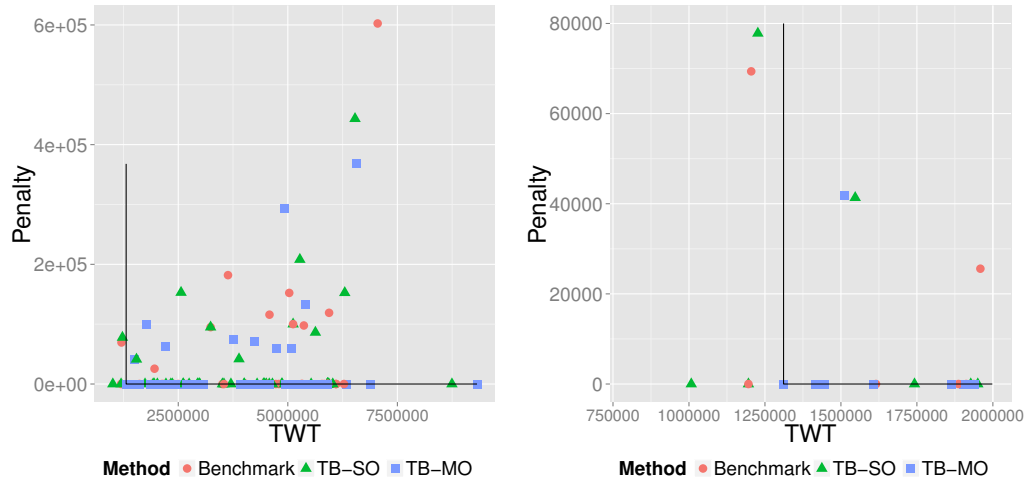 6e+05
4e+05
2e+05
0e+00
Penalty
2500000 5000000 7500000
TWT
Method Benchmark TB−SO TB−MO
80000
60000
40000
20000
0
Penalty
750000 1000000 1250000 1500000 1750000 2000000
TWT
Method Benchmark TB−SO TB−MO